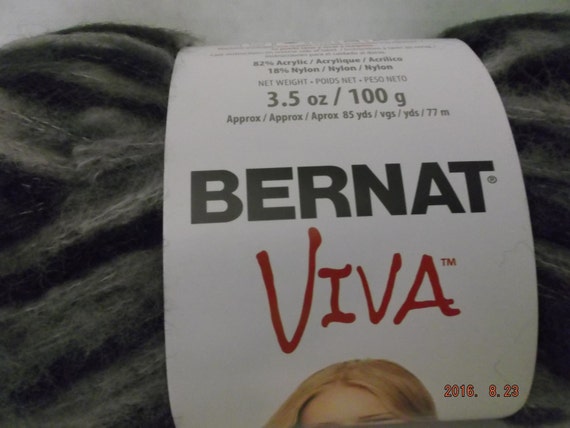 82% Acrylic / Acrylique / Acrílico
18% Nylon / Nylon / Nylon
NET WEIGHT • POIDS NET • PESO NETO
3.5 oz / 100 g
Approx / Approx / Aprox 85 yds / vgs / yds / 77 m
BERNAT®
VIVA™
2016. 8.23